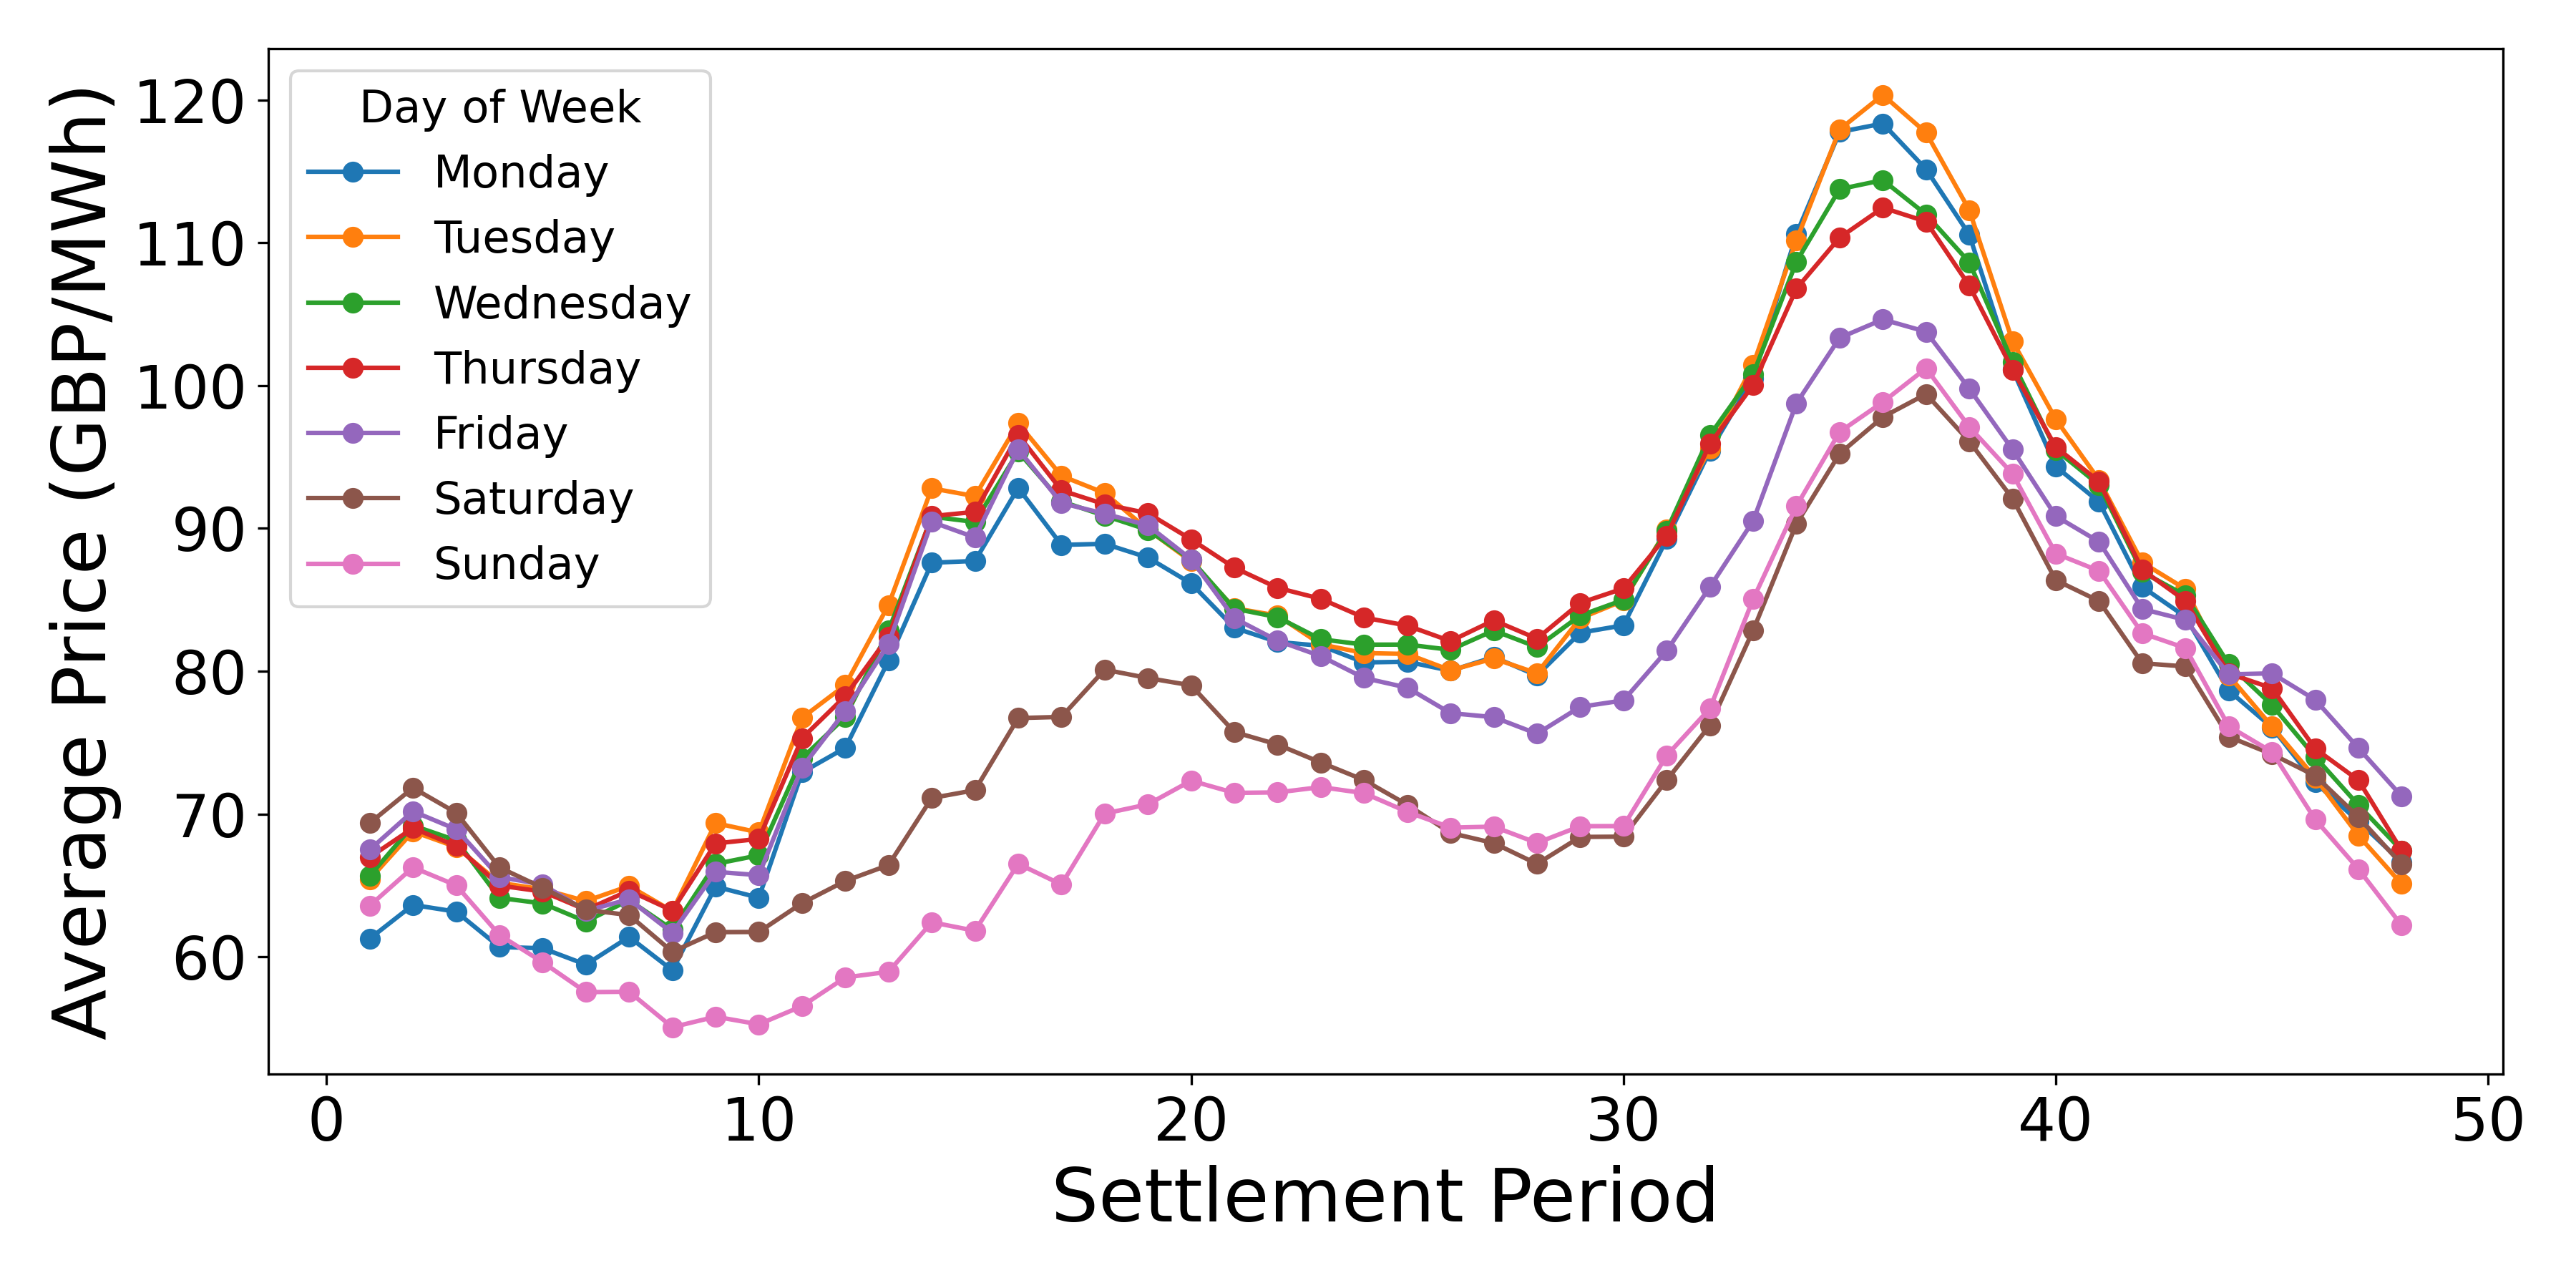 Average Price (GBP/MWh)
120
110
100
90
80
70
60
Day of Week
Monday
Tuesday
Wednesday
Thursday
Friday
Saturday
Sunday
0 10 20 30 40 50
Settlement Period